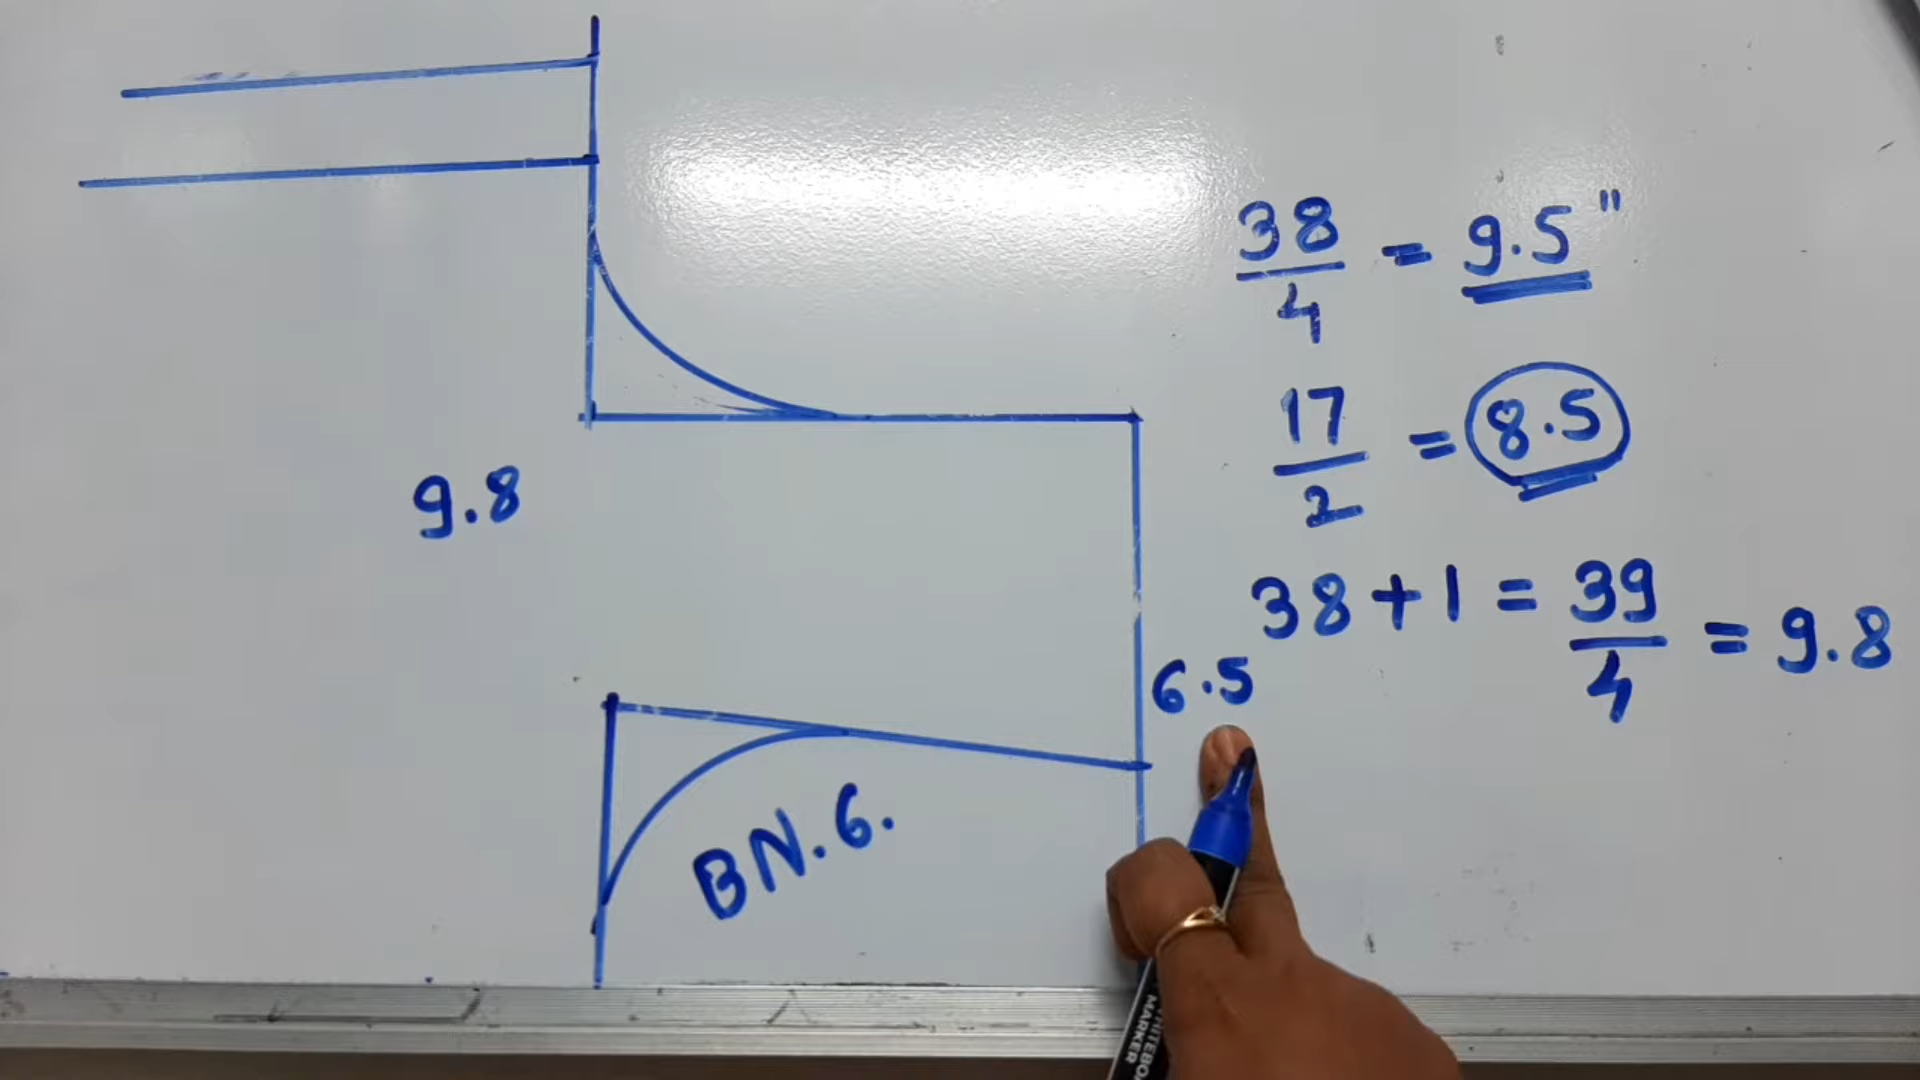 38/4 = 9.5"
17/2 = 8.5
9.8
38 + 1 = 39/4 = 9.8
6.5
BN.6.
MARKER